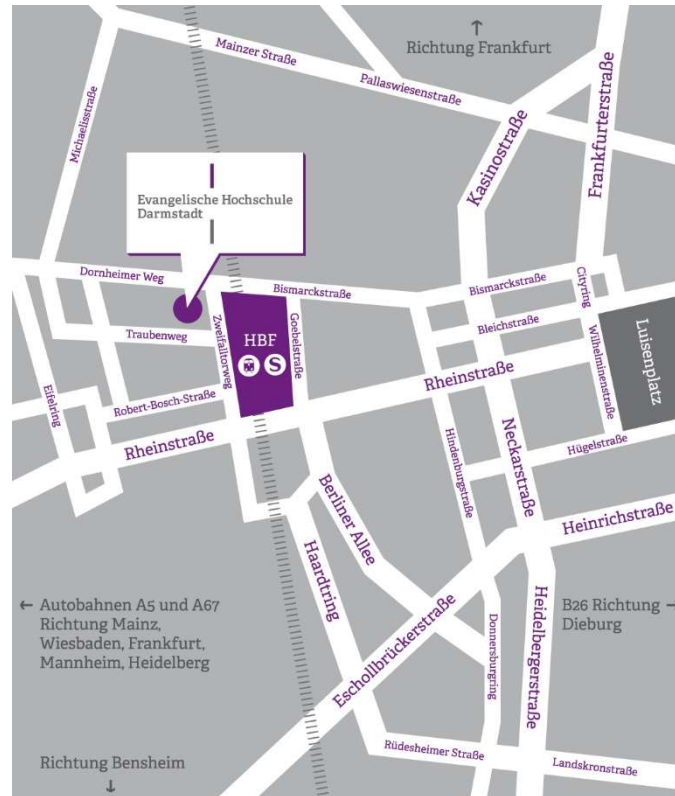 ↑
Richtung Frankfurt
Mainzer Straße
Pallaswiesenstraße
Michaelisstraße
Kasinostraße
Frankfurterstraße
Evangelische Hochschule
Darmstadt
Dornheimer Weg
Bismarckstraße
Bismarckstraße
Cityring
Traubenweg
Zweifalltorweg
HBF
S
Goebelstraße
Bleichstraße
Wilhelminenstraße
Luisenplatz
Eifelring
Robert-Bosch-Straße
Rheinstraße
Rheinstraße
Hindenburgstraße
Neckarstraße
Hügelstraße
Berliner Allee
Heinrichstraße
Haardtring
← Autobahnen A5 und A67
Richtung Mainz,
Wiesbaden, Frankfurt,
Mannheim, Heidelberg
B26 Richtung →
Dieburg
Eschollbrückerstraße
Donnersburgring
Heidelbergerstraße
Rüdesheimer Straße
Landskronstraße
Richtung Bensheim
↓